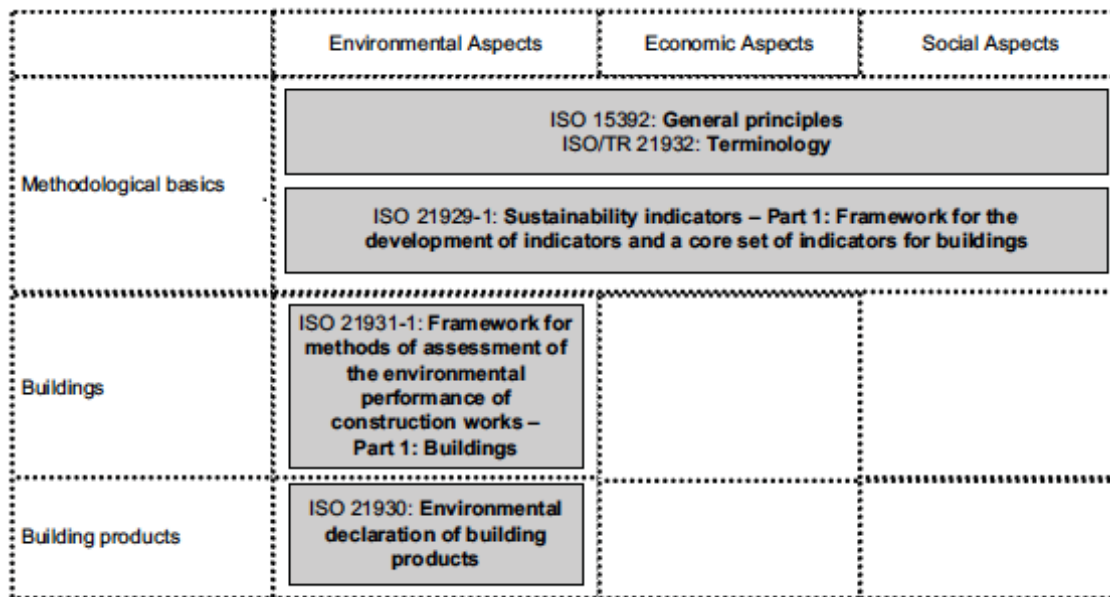 Environmental Aspects
Economic Aspects
Social Aspects
Methodological basics
ISO 15392: General principles
ISO/TR 21932: Terminology
ISO 21929-1: Sustainability indicators – Part 1: Framework for the
development of indicators and a core set of indicators for buildings
Buildings
ISO 21931-1: Framework for
methods of assessment of
the environmental
performance of
construction works –
Part 1: Buildings
Building products
ISO 21930: Environmental
declaration of building
products